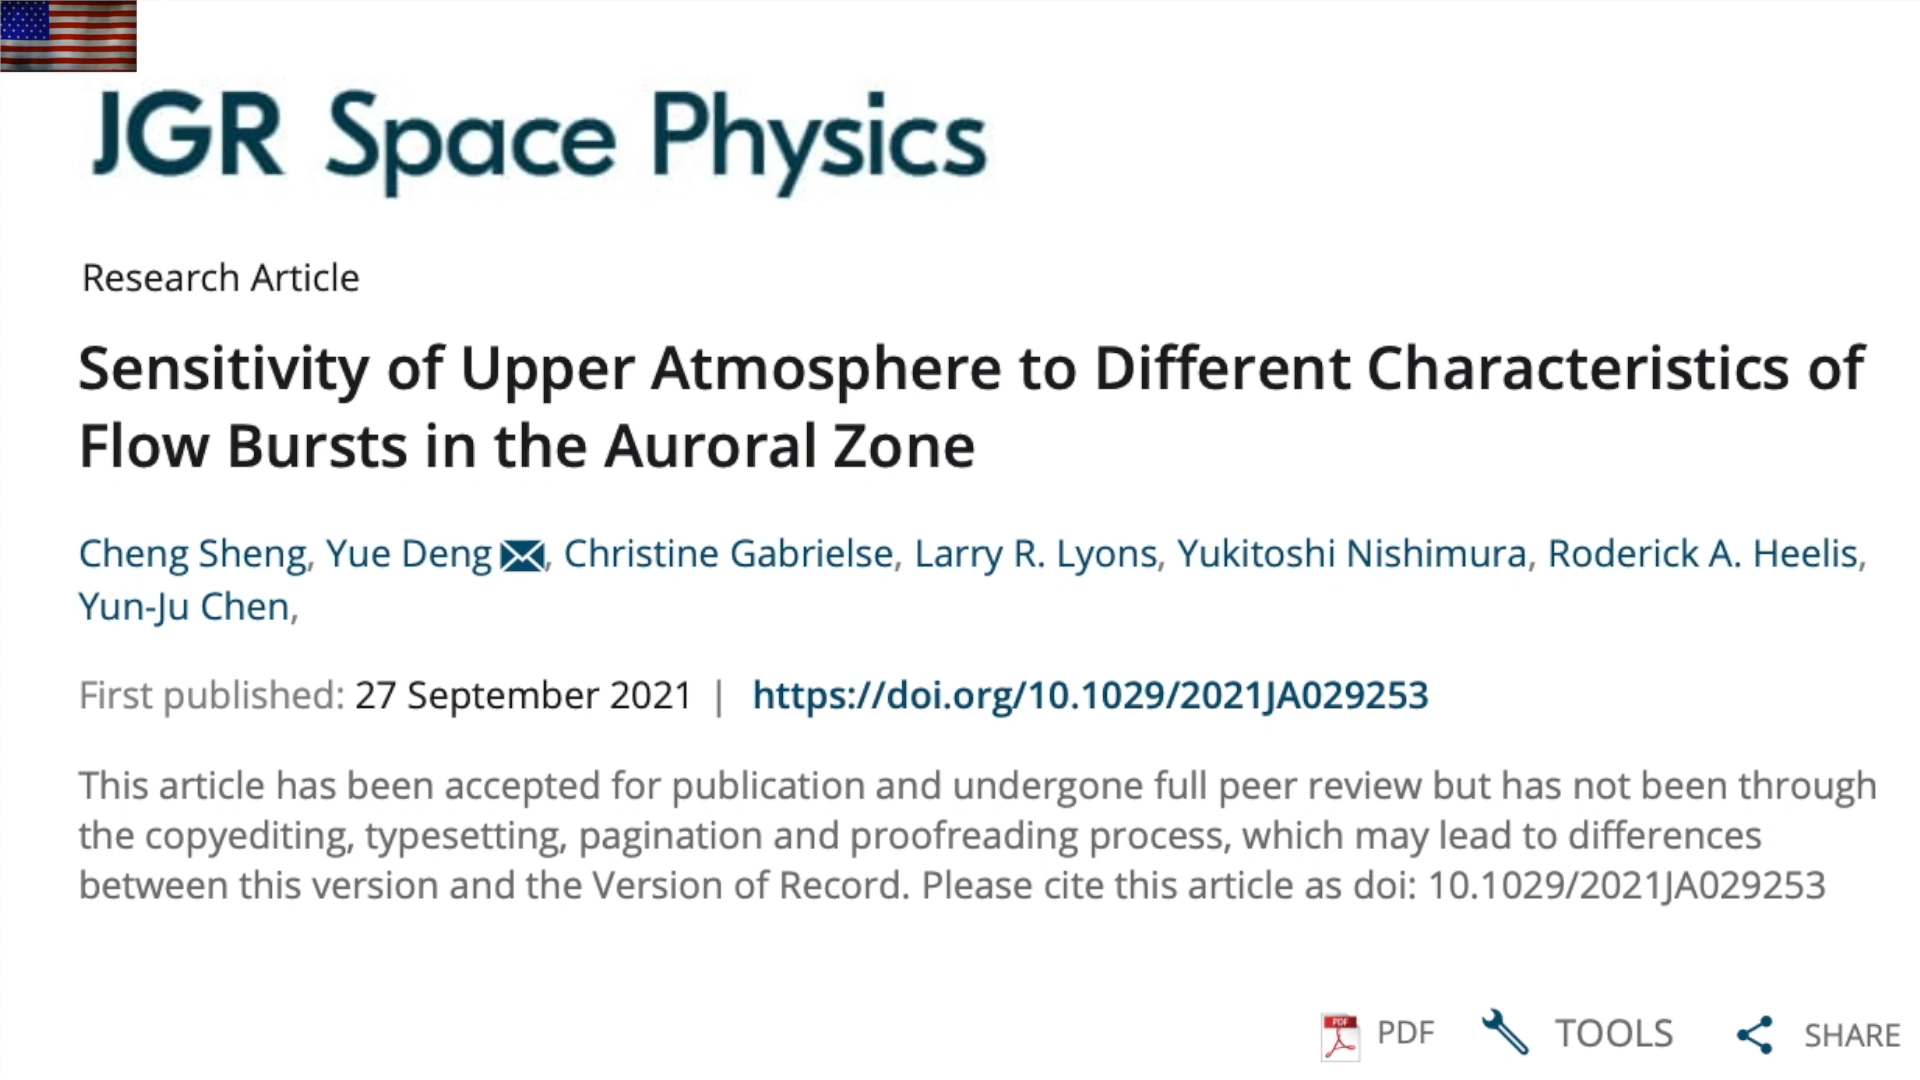 JGR Space Physics
Research Article
Sensitivity of Upper Atmosphere to Different Characteristics of
Flow Bursts in the Auroral Zone
Cheng Sheng, Yue Deng, Christine Gabrielse, Larry R. Lyons, Yukitoshi Nishimura, Roderick A. Heelis,
Yun-Ju Chen,
First published: 27 September 2021 | https://doi.org/10.1029/2021JA029253
This article has been accepted for publication and undergone full peer review but has not been through
the copyediting, typesetting, pagination and proofreading process, which may lead to differences
between this version and the Version of Record. Please cite this article as doi: 10.1029/2021JA029253
PDF PDF TOOLS SHARE